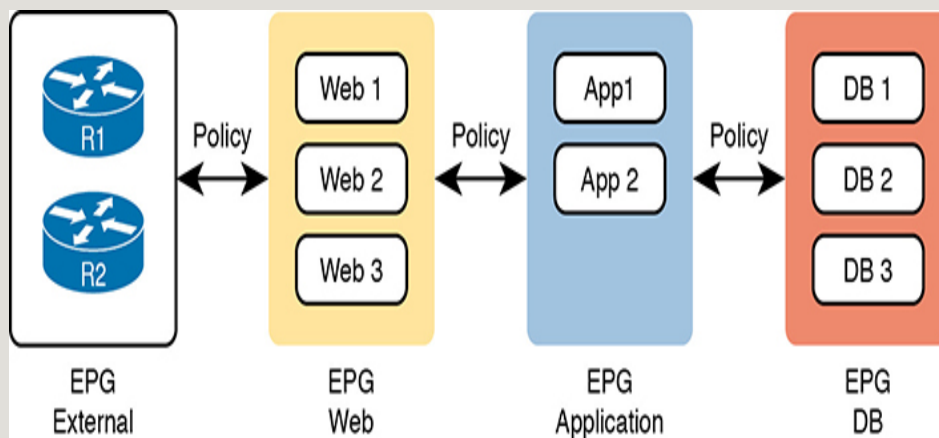 R1
R2
Policy
Web 1
Web 2
Web 3
Policy
App1
App 2
Policy
DB 1
DB 2
DB 3
EPG
External
EPG
Web
EPG
Application
EPG
DB